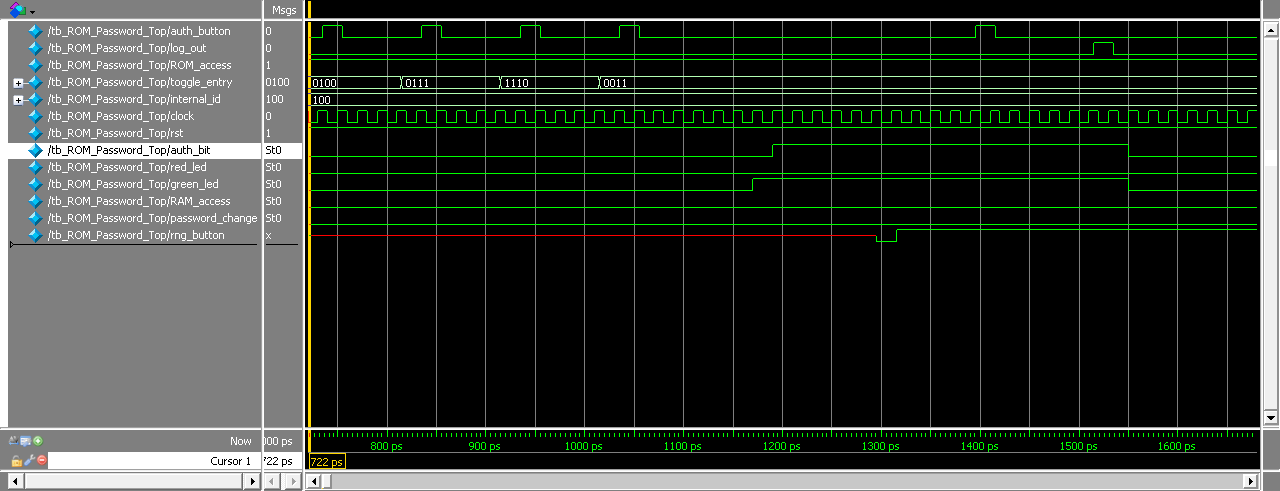 Msgs
/tb_ROM_Password_Top/auth_button 0
/tb_ROM_Password_Top/log_out 0
/tb_ROM_Password_Top/ROM_access 1
/tb_ROM_Password_Top/toggle_entry 0100 0100 0111 1110 0011
/tb_ROM_Password_Top/internal_id 100 100
/tb_ROM_Password_Top/clock 0
/tb_ROM_Password_Top/rst 1
/tb_ROM_Password_Top/auth_bit St0
/tb_ROM_Password_Top/red_led St0
/tb_ROM_Password_Top/green_led St0
/tb_ROM_Password_Top/RAM_access St0
/tb_ROM_Password_Top/password_change St0
/tb_ROM_Password_Top/rng_button x
Now 000 ps 800 ps 900 ps 1000 ps 1100 ps 1200 ps 1300 ps 1400 ps 1500 ps 1600 ps
Cursor 1 722 ps 722 ps